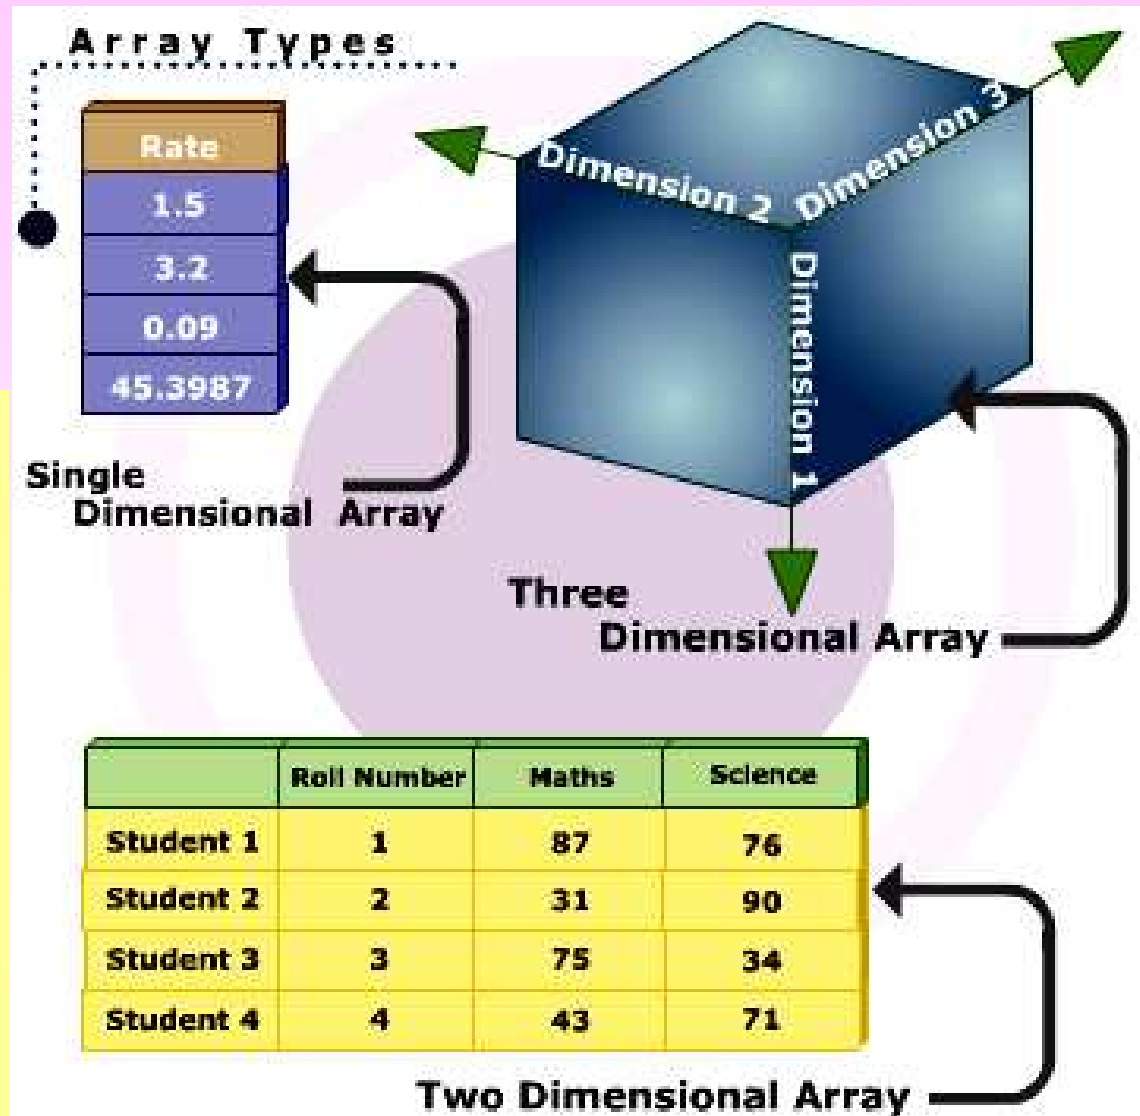 Array Types
Rate
1.5
3.2
0.09
45.3987
Single
Dimensional Array
Dimension 2
Dimension 3
Dimension 1
Three
Dimensional Array
Roll Number Maths Science
Student 1 1 87 76
Student 2 2 31 90
Student 3 3 75 34
Student 4 4 43 71
Two Dimensional Array